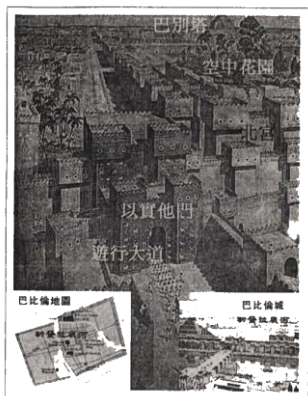 巴別塔
空中花園
北宮
以實他門
遊行大道
巴比倫地圖
巴比倫城